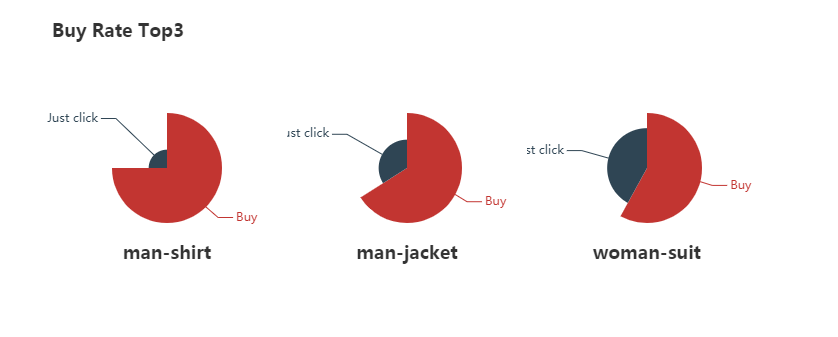 Buy Rate Top3
Just click
Buy
man-shirt
ust click
Buy
man-jacket
st click
Buy
woman-suit